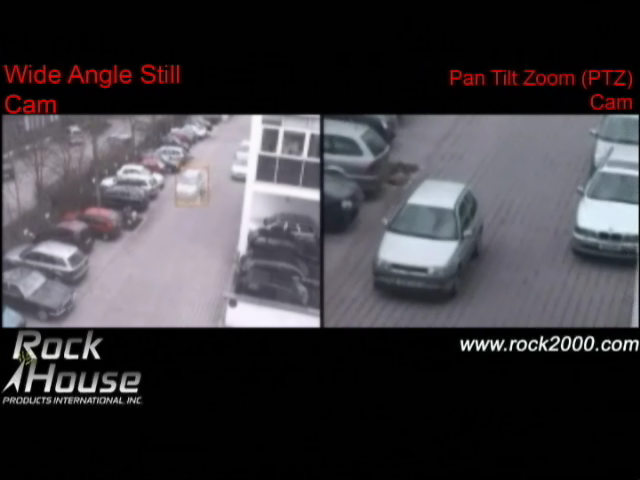 Wide Angle Still
Cam
Pan Tilt Zoom (PTZ)
Cam
Rock
House
PRODUCTS INTERNATIONAL, INC.
www.rock2000.com